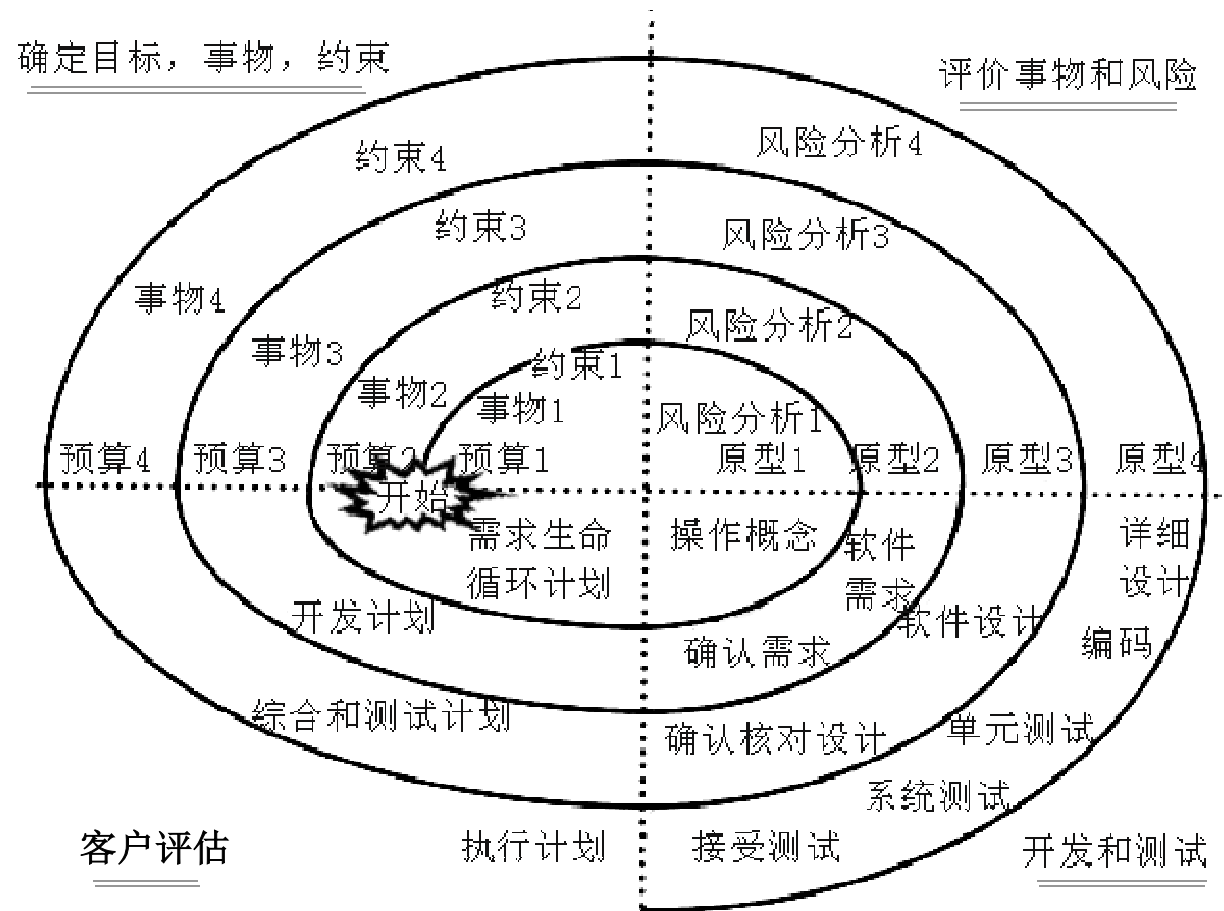 确定目标，事物，约束
评价事物和风险
约束4
风险分析4
约束3
风险分析3
事物4
约束2
风险分析2
事物3
约束1
事物2
事物1
风险分析1
预算4
预算3
预算2
预算1
原型1
原型2
原型3
原型4
开始
需求生命
循环计划
操作概念
软件
需求
详细
设计
开发计划
软件设计
编码
确认需求
综合和测试计划
确认核对设计
单元测试
系统测试
客户评估
执行计划
接受测试
开发和测试